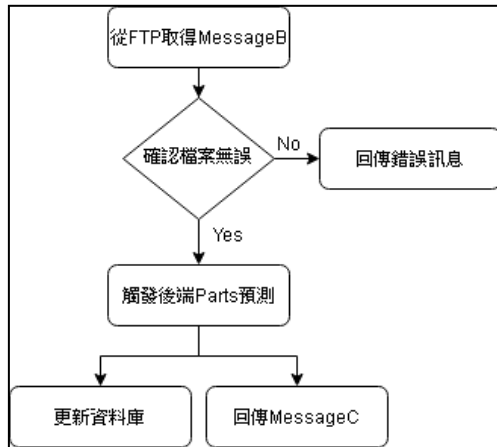 從FTP取得MessageB
確認檔案無誤
No
回傳錯誤訊息
Yes
觸發後端Parts預測
更新資料庫
回傳MessageC